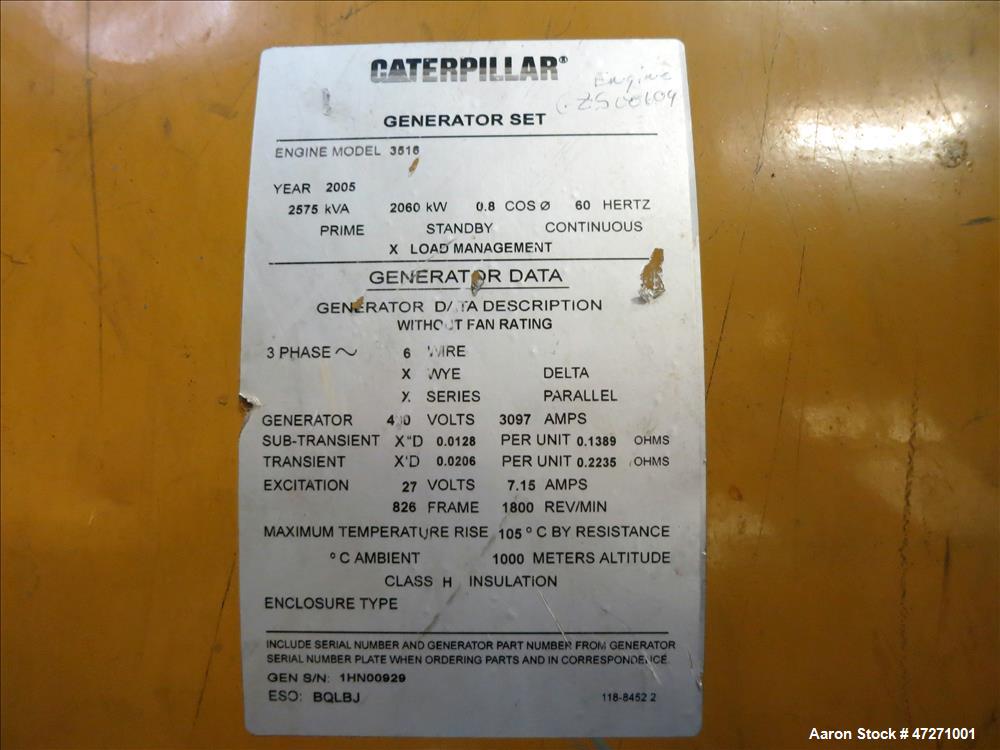 CATERPILLAR®
Engine
GENERATOR SET
ENGINE MODEL 3516
YEAR 2005
2575 kVA 2060 kW 0.8 COS Ø 60 HERTZ
PRIME STANDBY CONTINUOUS
X LOAD MANAGEMENT
GENERATOR DATA
GENERATOR DATA DESCRIPTION
WITHOUT FAN RATING
3 PHASE ~ 6 WIRE
X WYE DELTA
X SERIES PARALLEL
GENERATOR VOLTS 3097 AMPS
SUB-TRANSIENT X"D 0.0128 PER UNIT 0.1389 OHMS
TRANSIENT X'D 0.0206 PER UNIT 0.2235 OHMS
EXCITATION 27 VOLTS 7.15 AMPS
826 FRAME 1800 REV/MIN
MAXIMUM TEMPERATURE RISE 105 ° C BY RESISTANCE
° C AMBIENT 1000 METERS ALTITUDE
CLASS H INSULATION
ENCLOSURE TYPE
INCLUDE SERIAL NUMBER AND GENERATOR PART NUMBER FROM GENERATOR
SERIAL NUMBER PLATE WHEN ORDERING PARTS AND IN CORRESPONDENCE
GEN S/N: 1HN00929
ESO: BQLBJ 118-8452 2
Aaron Stock # 47271001